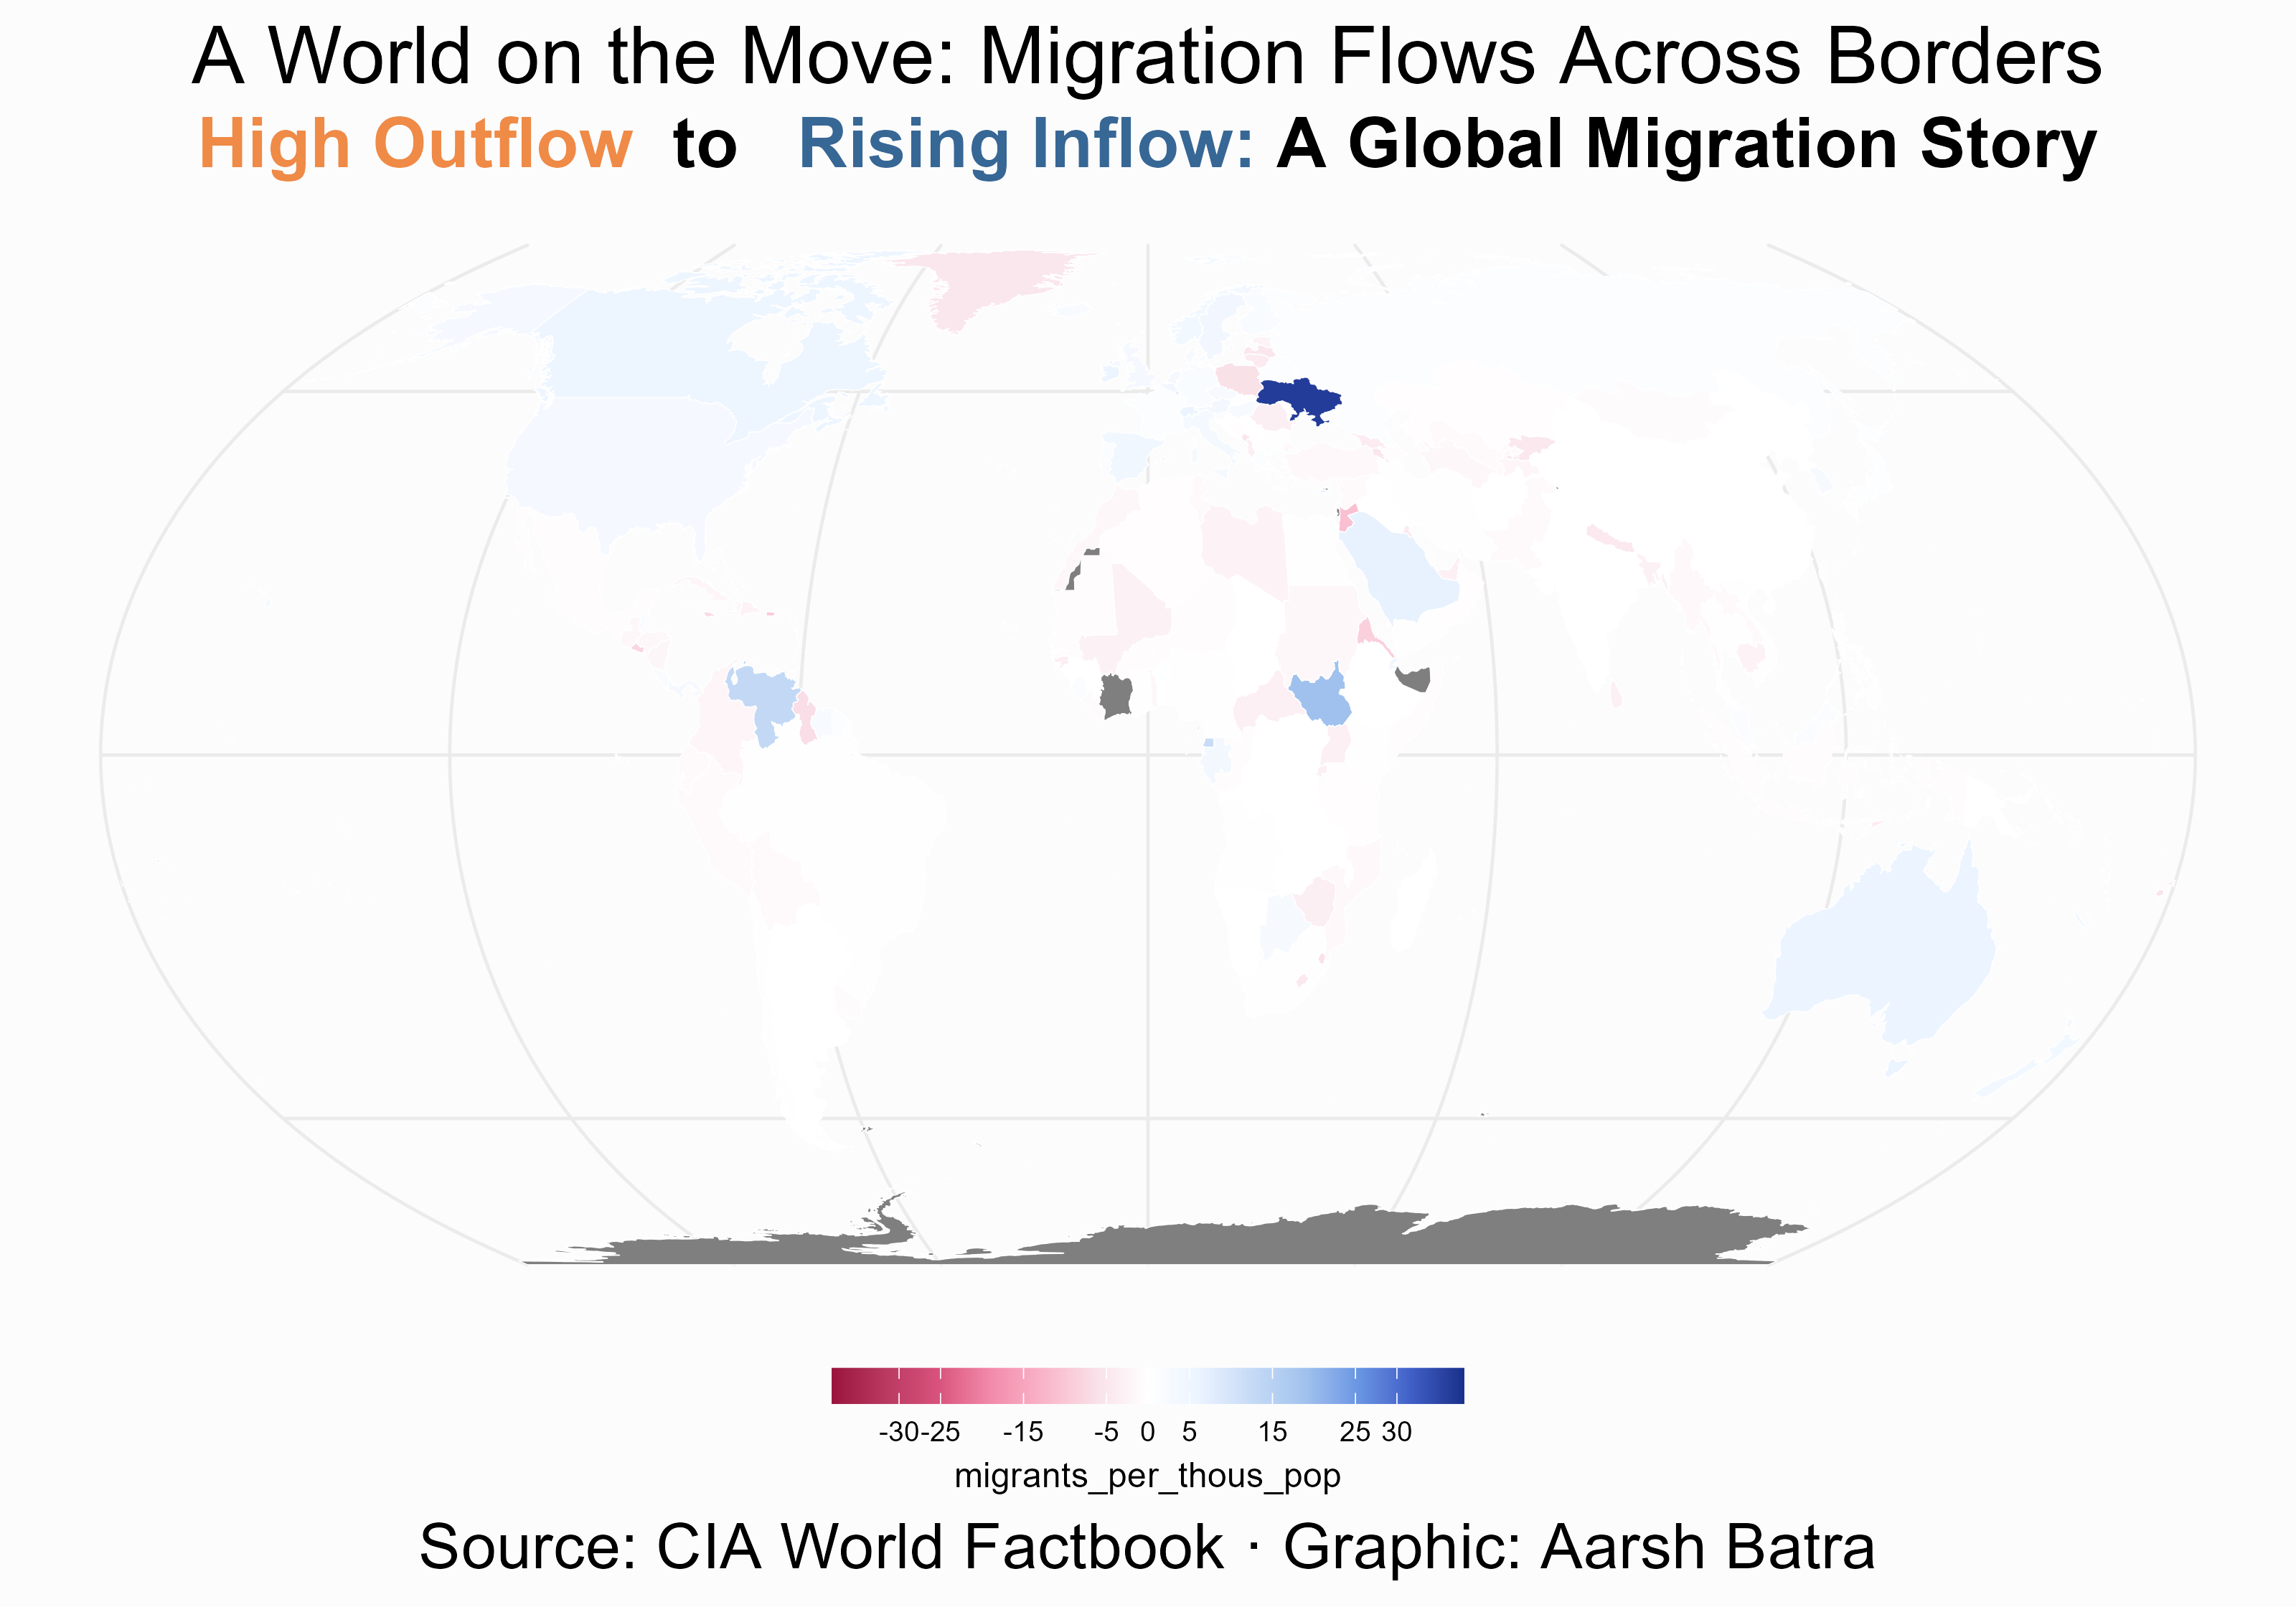 A World on the Move: Migration Flows Across Borders
High Outflow to Rising Inflow: A Global Migration Story
-30 -25 -15 -5 0 5 15 25 30
migrants_per_thous_pop
Source: CIA World Factbook · Graphic: Aarsh Batra